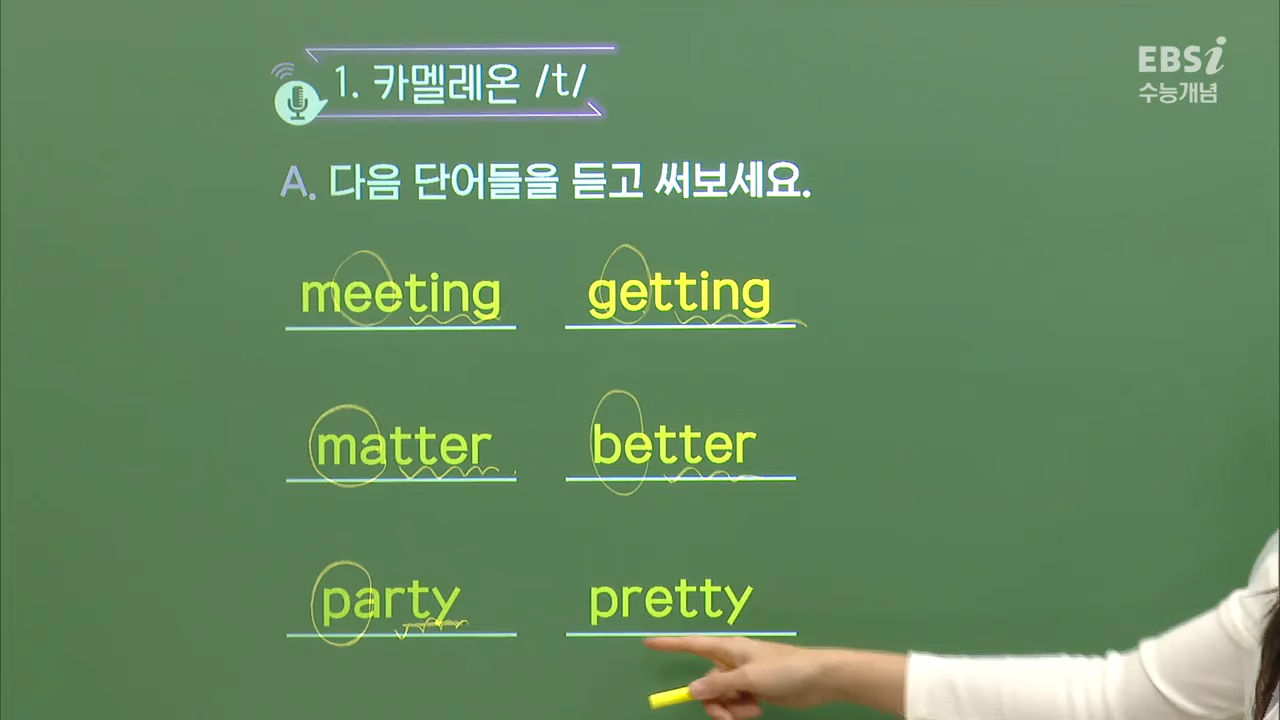 1. 카멜레온 /t/
EBSi
수능개념
A. 다음 단어들을 듣고 써보세요.
meeting getting
matter better
party pretty